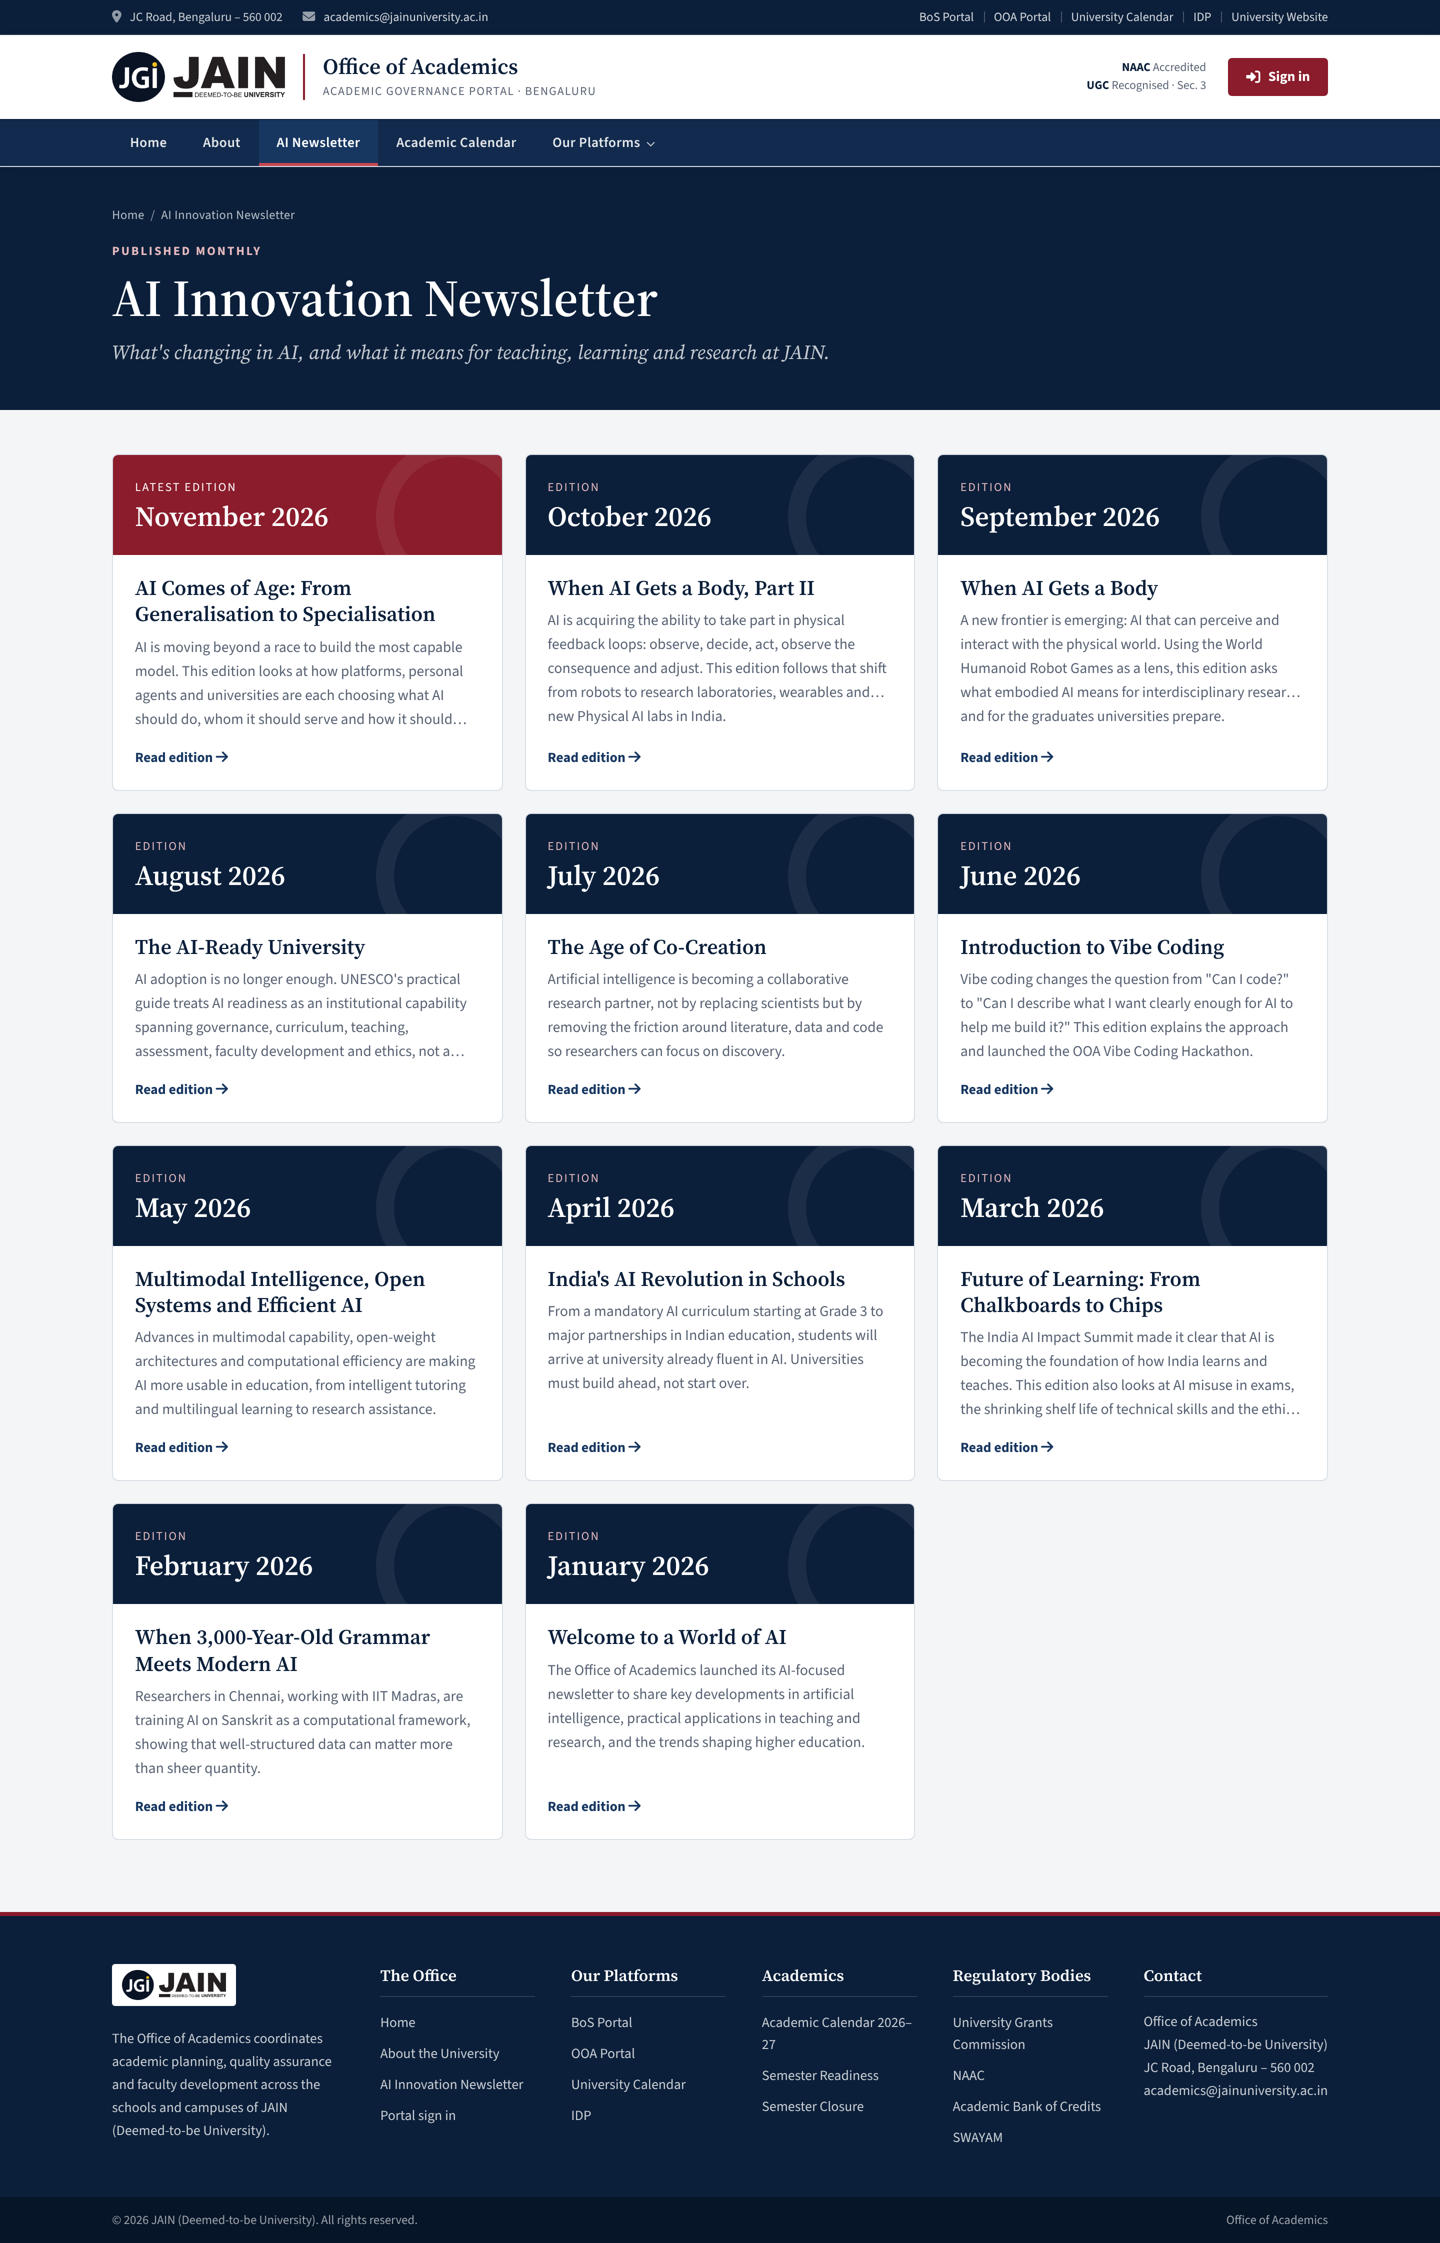 JC Road, Bengaluru – 560 002
academics@jainuniversity.ac.in
BoS Portal
OOA Portal
University Calendar
IDP
University Website
JGi JAIN
DEEMED-TO-BE UNIVERSITY
Office of Academics
ACADEMIC GOVERNANCE PORTAL · BENGALURU
NAAC Accredited
UGC Recognised · Sec. 3
Sign in
Home
About
AI Newsletter
Academic Calendar
Our Platforms
Home / AI Innovation Newsletter
PUBLISHED MONTHLY
AI Innovation Newsletter
What's changing in AI, and what it means for teaching, learning and research at JAIN.
LATEST EDITION
November 2026
AI Comes of Age: From
Generalisation to Specialisation
AI is moving beyond a race to build the most capable
model. This edition looks at how platforms, personal
agents and universities are each choosing what AI
should do, whom it should serve and how it should…
Read edition
EDITION
October 2026
When AI Gets a Body, Part II
AI is acquiring the ability to take part in physical
feedback loops: observe, decide, act, observe the
consequence and adjust. This edition follows that shift
from robots to research laboratories, wearables and…
new Physical AI labs in India.
Read edition
EDITION
September 2026
When AI Gets a Body
A new frontier is emerging: AI that can perceive and
interact with the physical world. Using the World
Humanoid Robot Games as a lens, this edition asks
what embodied AI means for interdisciplinary resear…
and for the graduates universities prepare.
Read edition
EDITION
August 2026
The AI-Ready University
AI adoption is no longer enough. UNESCO's practical
guide treats AI readiness as an institutional capability
spanning governance, curriculum, teaching,
assessment, faculty development and ethics, not a…
Read edition
EDITION
July 2026
The Age of Co-Creation
Artificial intelligence is becoming a collaborative
research partner, not by replacing scientists but by
removing the friction around literature, data and code
so researchers can focus on discovery.
Read edition
EDITION
June 2026
Introduction to Vibe Coding
Vibe coding changes the question from "Can I code?"
to "Can I describe what I want clearly enough for AI to
help me build it?" This edition explains the approach
and launched the OOA Vibe Coding Hackathon.
Read edition
EDITION
May 2026
Multimodal Intelligence, Open
Systems and Efficient AI
Advances in multimodal capability, open-weight
architectures and computational efficiency are making
AI more usable in education, from intelligent tutoring
and multilingual learning to research assistance.
Read edition
EDITION
April 2026
India's AI Revolution in Schools
From a mandatory AI curriculum starting at Grade 3 to
major partnerships in Indian education, students will
arrive at university already fluent in AI. Universities
must build ahead, not start over.
Read edition
EDITION
March 2026
Future of Learning: From
Chalkboards to Chips
The India AI Impact Summit made it clear that AI is
becoming the foundation of how India learns and
teaches. This edition also looks at AI misuse in exams,
the shrinking shelf life of technical skills and the ethi…
Read edition
EDITION
February 2026
When 3,000-Year-Old Grammar
Meets Modern AI
Researchers in Chennai, working with IIT Madras, are
training AI on Sanskrit as a computational framework,
showing that well-structured data can matter more
than sheer quantity.
Read edition
EDITION
January 2026
Welcome to a World of AI
The Office of Academics launched its AI-focused
newsletter to share key developments in artificial
intelligence, practical applications in teaching and
research, and the trends shaping higher education.
Read edition
JGi JAIN
DEEMED-TO-BE UNIVERSITY
The Office of Academics coordinates
academic planning, quality assurance
and faculty development across the
schools and campuses of JAIN
(Deemed-to-be University).
The Office
Home
About the University
AI Innovation Newsletter
Portal sign in
Our Platforms
BoS Portal
OOA Portal
University Calendar
IDP
Academics
Academic Calendar 2026–
27
Semester Readiness
Semester Closure
Regulatory Bodies
University Grants
Commission
NAAC
Academic Bank of Credits
SWAYAM
Contact
Office of Academics
JAIN (Deemed-to-be University)
JC Road, Bengaluru – 560 002
academics@jainuniversity.ac.in
© 2026 JAIN (Deemed-to-be University). All rights reserved.
Office of Academics